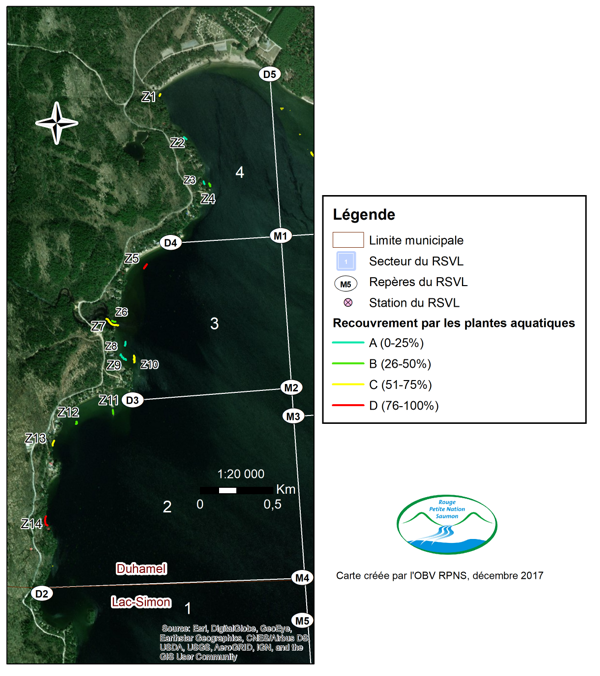 D5
Z1
Z2
4
Z3
Z4
D4
M1
Z5
3
Z6
Z7
Z8
Z9
Z10
M2
D3
Z11
M3
Z12
Z13
1:20 000
0
0,5
Km
2
Z14
Duhamel
M4
D2
Lac-Simon
1
M5
Source: Esri, DigitalGlobe, GeoEye,
Earthstar Geographics, CNES/Airbus DS,
USDA, USGS, AeroGRID, IGN, and the
GIS User Community
Légende
Limite municipale
1 Secteur du RSVL
M5 Repères du RSVL
Station du RSVL
Recouvrement par les plantes aquatiques
A (0-25%)
B (26-50%)
C (51-75%)
D (76-100%)
Rouge
Petite Nation
Saumon
Carte créée par l'OBV RPNS, décembre 2017